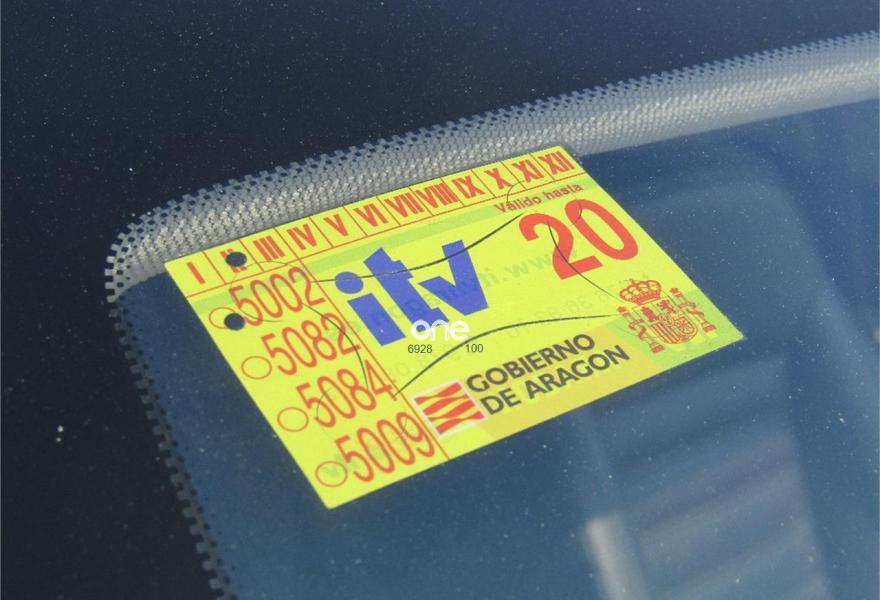 I II III IV V VI VII VIII IX X XI XII
Válido hasta
20
itv
5002
5082
5084
5009
GOBIERNO
DE ARAGON
one
6928 100